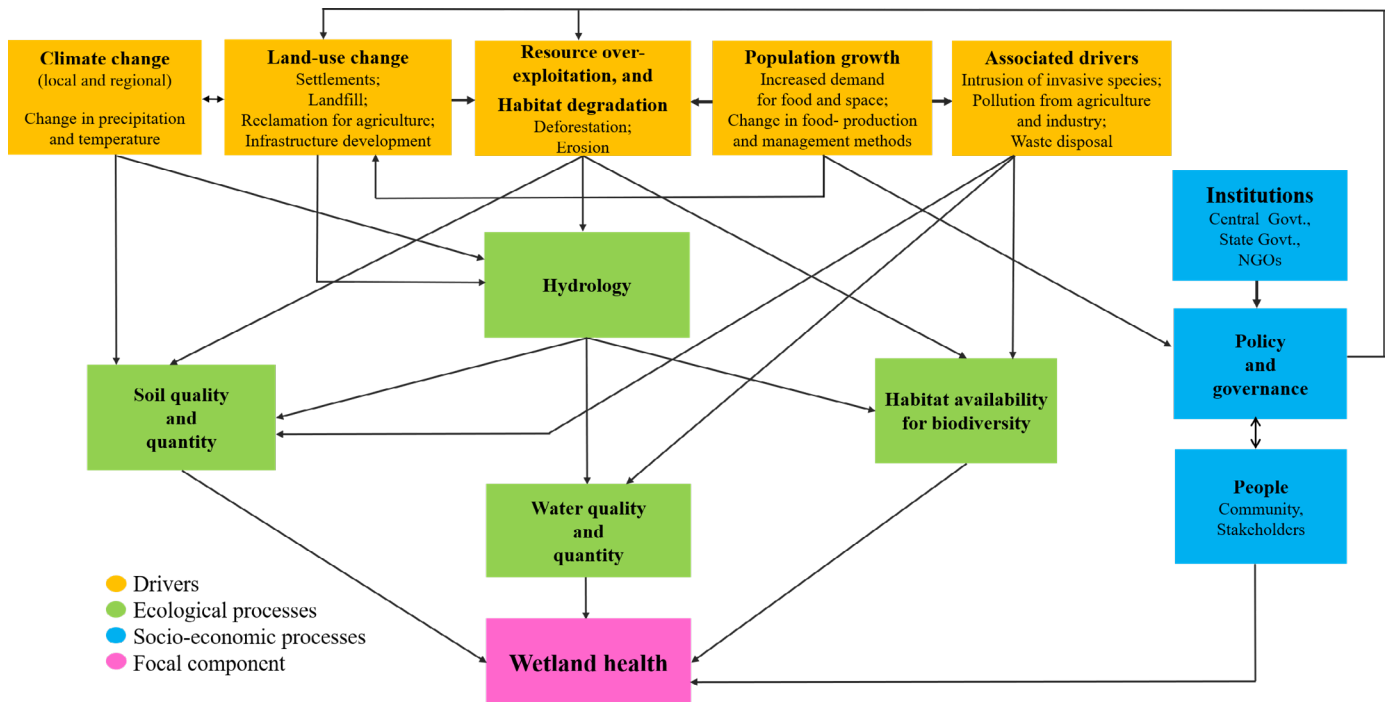 Climate change
(local and regional)
Change in precipitation
and temperature
Land-use change
Settlements;
Landfill;
Reclamation for agriculture;
Infrastructure development
Resource over-
exploitation, and
Habitat degradation
Deforestation;
Erosion
Population growth
Increased demand
for food and space;
Change in food- production
and management methods
Associated drivers
Intrusion of invasive species;
Pollution from agriculture
and industry;
Waste disposal
Institutions
Central Govt.,
State Govt.,
NGOs
Hydrology
Policy
and
governance
Soil quality
and
quantity
Habitat availability
for biodiversity
Water quality
and
quantity
People
Community,
Stakeholders
Drivers
Ecological processes
Socio-economic processes
Focal component
Wetland health